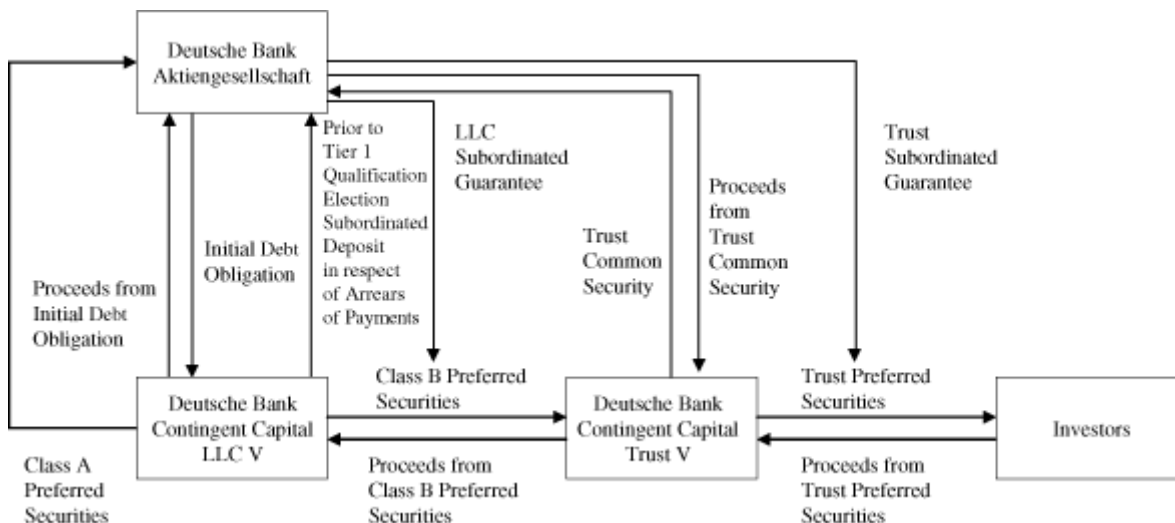 Deutsche Bank
Aktiengesellschaft
Prior to
Tier 1
Qualification
Election
Subordinated
Deposit
in respect
of Arrears
of Payments
LLC
Subordinated
Guarantee
Trust
Subordinated
Guarantee
Proceeds
from
Trust
Common
Security
Trust
Common
Security
Initial Debt
Obligation
Proceeds from
Initial Debt
Obligation
Class B Preferred
Securities
Trust Preferred
Securities
Deutsche Bank
Contingent Capital
LLC V
Deutsche Bank
Contingent Capital
Trust V
Investors
Class A
Preferred
Securities
Proceeds from
Class B Preferred
Securities
Proceeds from
Trust Preferred
Securities